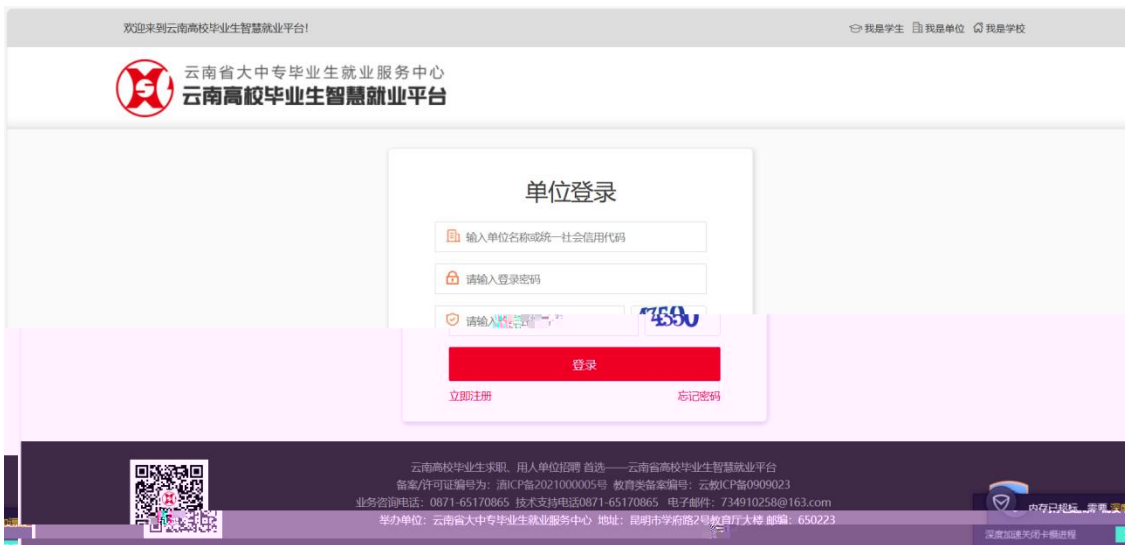 欢迎来到云南高校毕业生智慧就业平台!
我是学生 我是单位 我是学校
云南省大中专毕业生就业服务中心
云南高校毕业生智慧就业平台
单位登录
输入单位名称或统一社会信用代码
请输入登录密码
请输入
登录
立即注册 忘记密码
云南高校毕业生求职、用人单位招聘 首选——云南省高校毕业生智慧就业平台
备案/许可证编号为:滇ICP备2021000005号 教育类备案编号:云教ICP备0909023
业务咨询电话:0871-65170865 技术支持电话0871-65170865 电子邮件:734910258@163.com
举办单位:云南省大中专毕业生就业服务中心 地址:昆明市学府路2号教育厅大楼 邮编:650223
内存已超标,需要
深度加速关闭卡慢进程